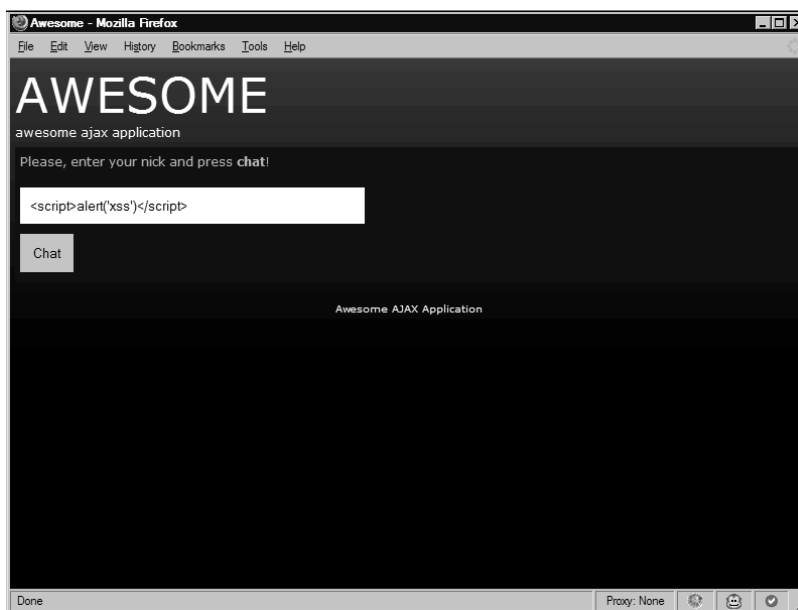 Awesome - Mozilla Firefox
File Edit View History Bookmarks Tools Help
AWESOME
awesome ajax application
Please, enter your nick and press chat!
<script>alert('xss')</script>
Chat
Awesome AJAX Application
Done Proxy: None